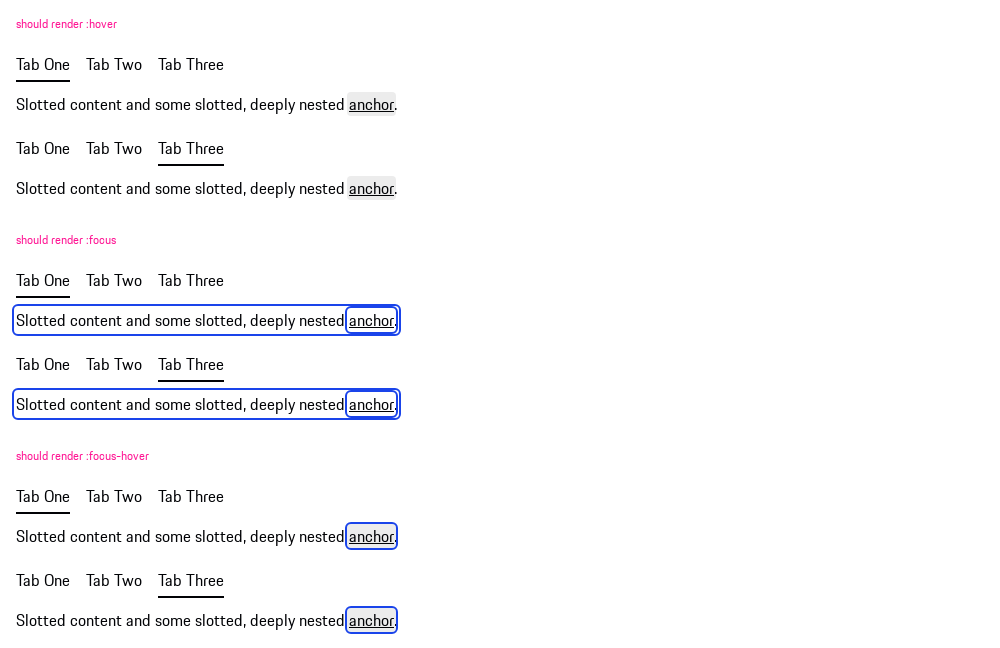 should render :hover
Tab One Tab Two Tab Three
Slotted content and some slotted, deeply nested anchor.
Tab One Tab Two Tab Three
Slotted content and some slotted, deeply nested anchor.
should render :focus
Tab One Tab Two Tab Three
Slotted content and some slotted, deeply nested anchor.
Tab One Tab Two Tab Three
Slotted content and some slotted, deeply nested anchor.
should render :focus-hover
Tab One Tab Two Tab Three
Slotted content and some slotted, deeply nested anchor.
Tab One Tab Two Tab Three
Slotted content and some slotted, deeply nested anchor.